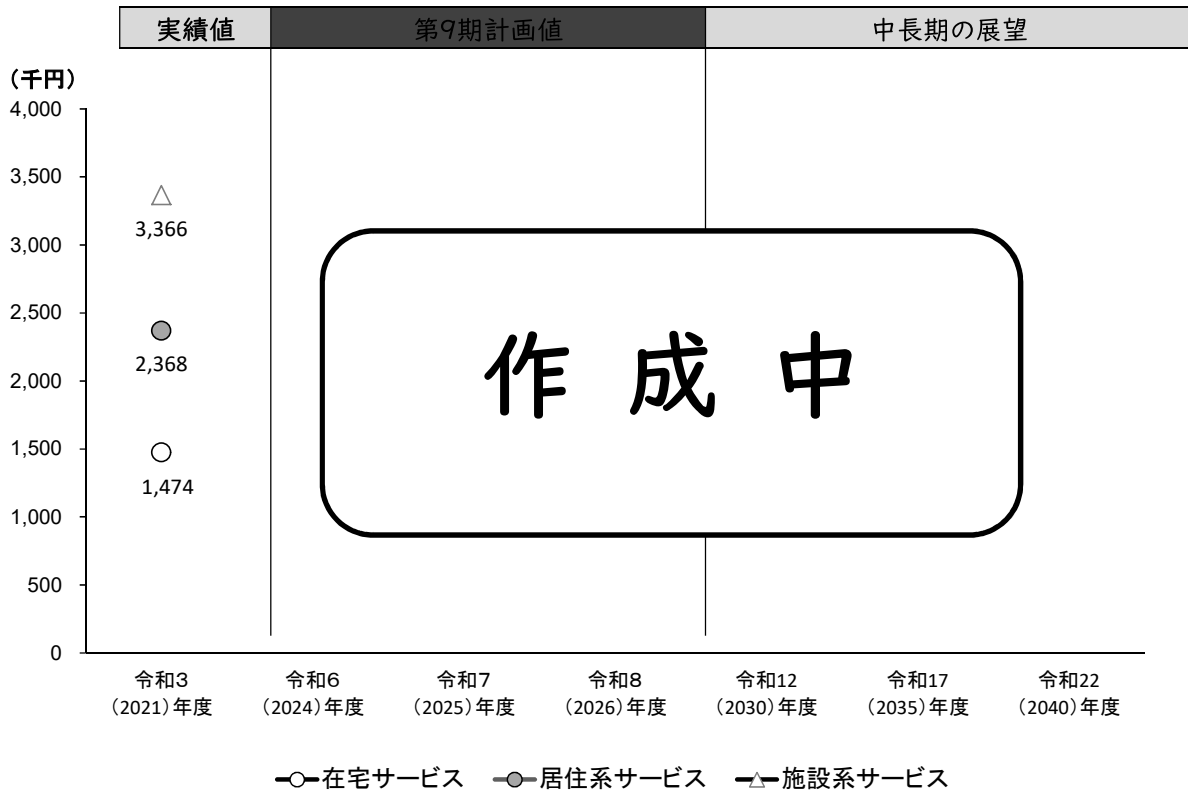 実績値 第9期計画値 中長期の展望
(千円)
4,000
3,500
3,000
2,500
2,000
1,500
1,000
500
0
3,366
2,368
1,474
作成中
令和3 令和6 令和7 令和8 令和12 令和17 令和22
(2021)年度 (2024)年度 (2025)年度 (2026)年度 (2030)年度 (2035)年度 (2040)年度
在宅サービス 居住系サービス 施設系サービス